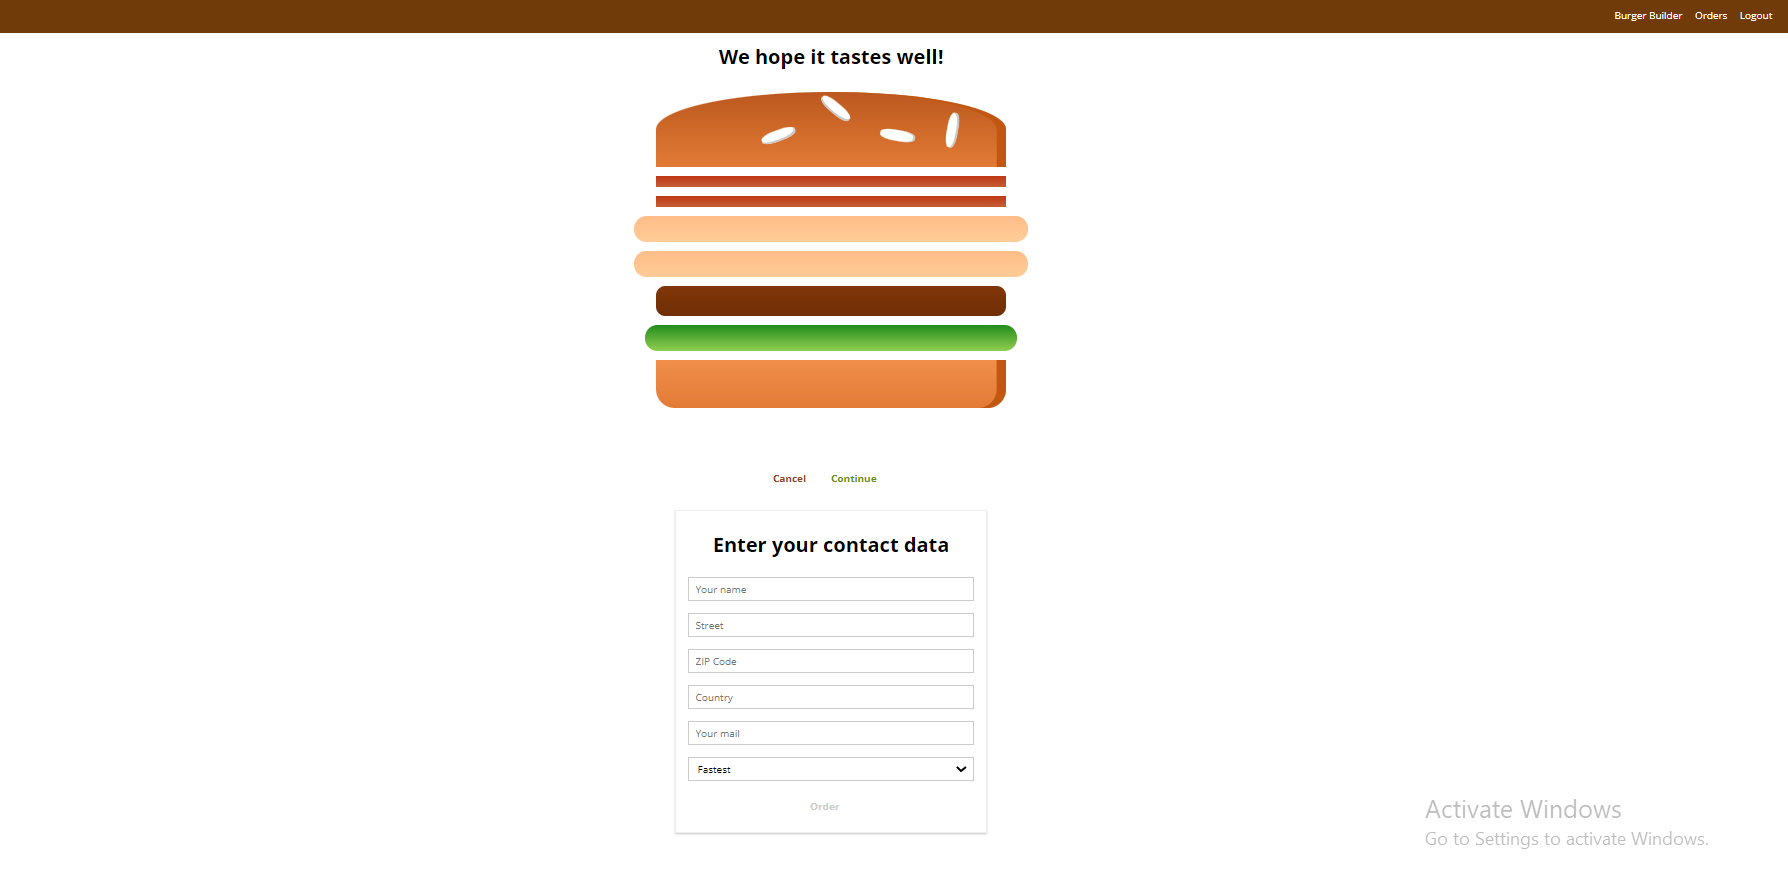 Burger Builder Orders Logout
We hope it tastes well!
Cancel Continue
Enter your contact data
Your name
Street
ZIP Code
Country
Your mail
Fastest
Order
Activate Windows
Go to Settings to activate Windows.